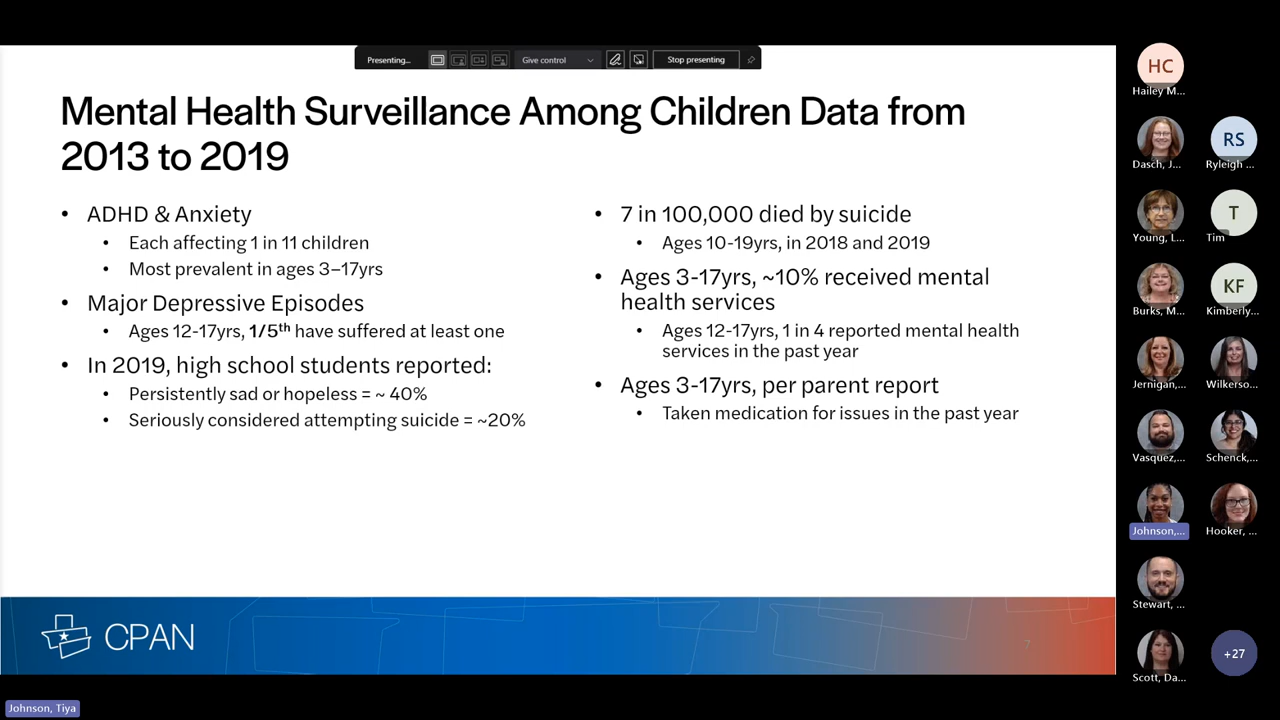 Presenting...
Give control
Stop presenting
Mental Health Surveillance Among Children Data from
2013 to 2019
• ADHD & Anxiety
• Each affecting 1 in 11 children
• Most prevalent in ages 3–17yrs
• Major Depressive Episodes
• Ages 12-17yrs, 1/5th have suffered at least one
• In 2019, high school students reported:
• Persistently sad or hopeless = ~ 40%
• Seriously considered attempting suicide = ~20%
• 7 in 100,000 died by suicide
• Ages 10-19yrs, in 2018 and 2019
• Ages 3-17yrs, ~10% received mental
health services
• Ages 12-17yrs, 1 in 4 reported mental health
services in the past year
• Ages 3-17yrs, per parent report
• Taken medication for issues in the past year
CPAN
7
HC
Hailey M...
Dasch, J...
RS
Ryleigh ...
Young, L...
T
Tim
Burks, M...
KF
Kimberly...
Jernigan,...
Wilkerso...
Vasquez,...
Schenck,...
Johnson,...
Hooker, ...
Stewart, ...
Scott, Da...
+27
Johnson, Tiya